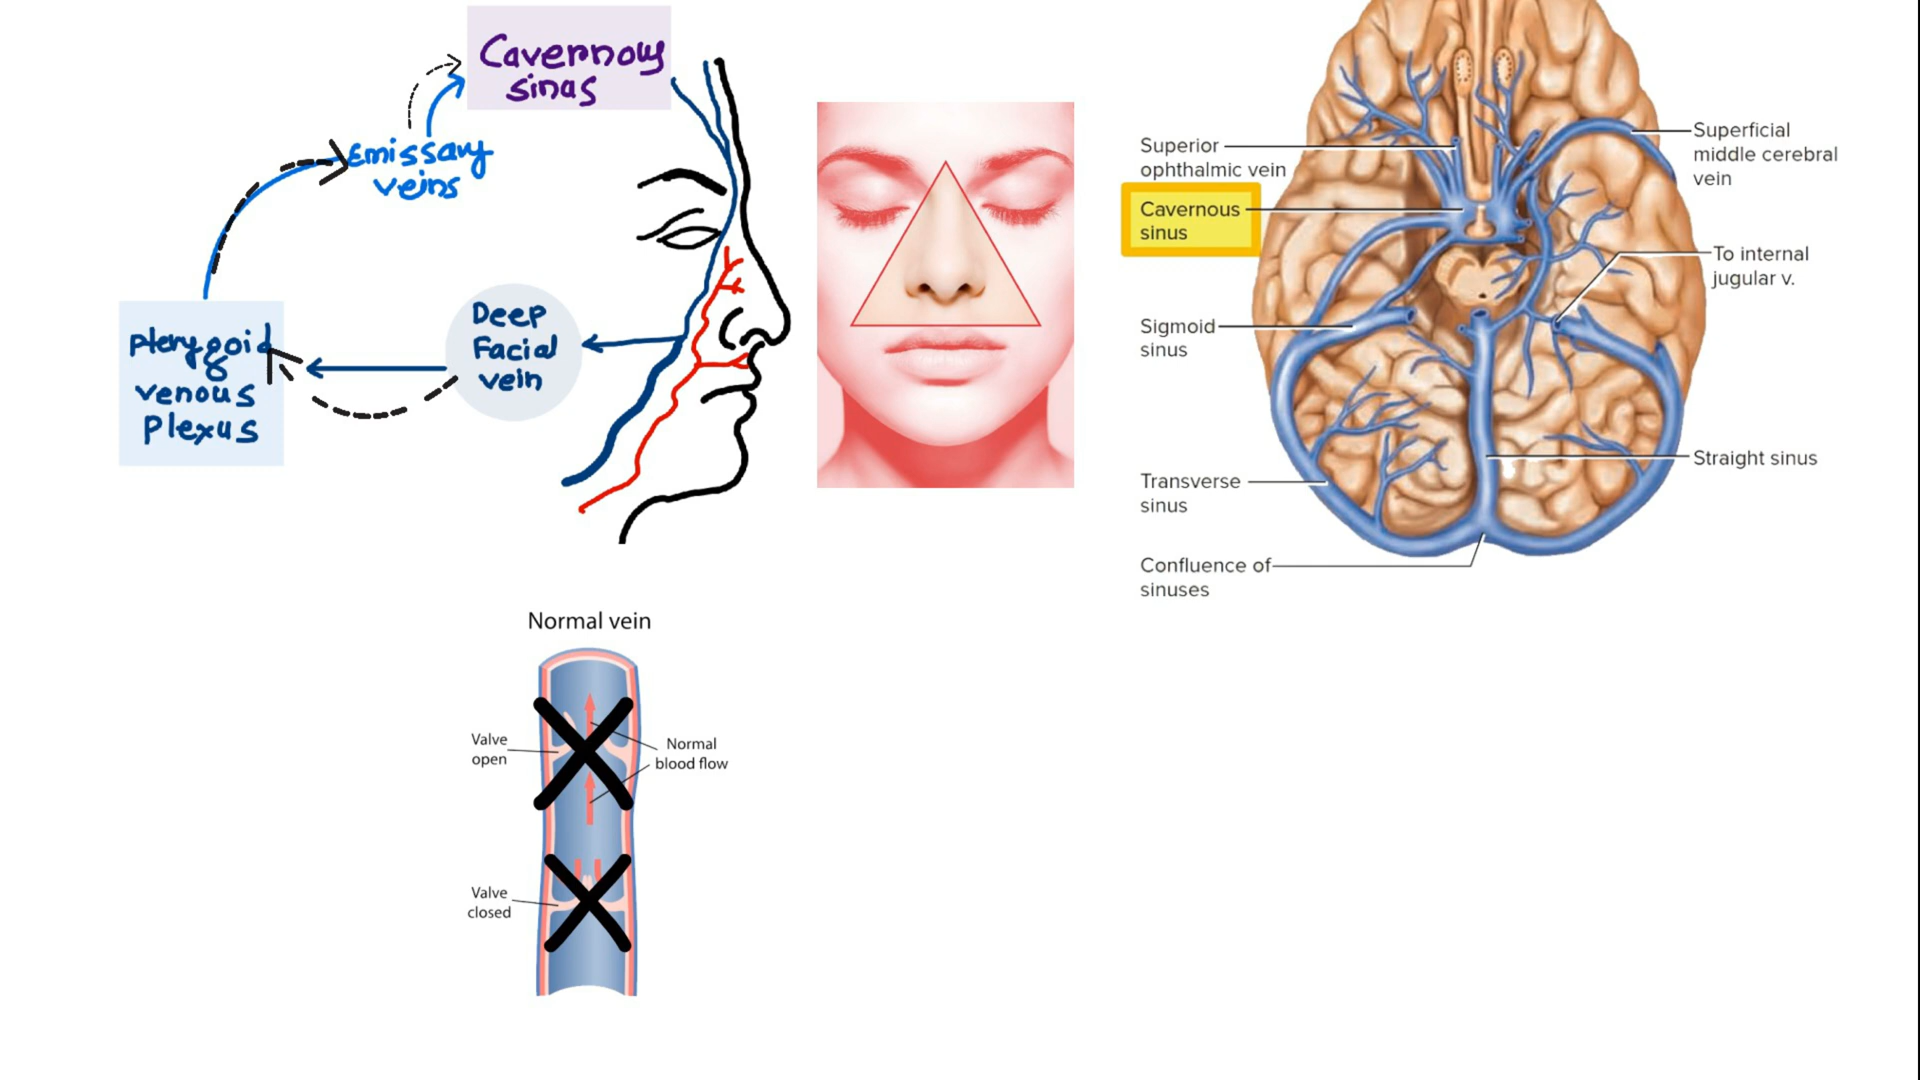 Cavernous
sinas
Emissary
veins
Deep
Facial
vein
pterygoid
venous
Plexus
Superior
ophthalmic vein
Cavernous
sinus
Sigmoid
sinus
Transverse
sinus
Confluence of
sinuses
Superficial
middle cerebral
vein
To internal
jugular v.
Straight sinus
Normal vein
Valve
open
Normal
blood flow
Valve
closed